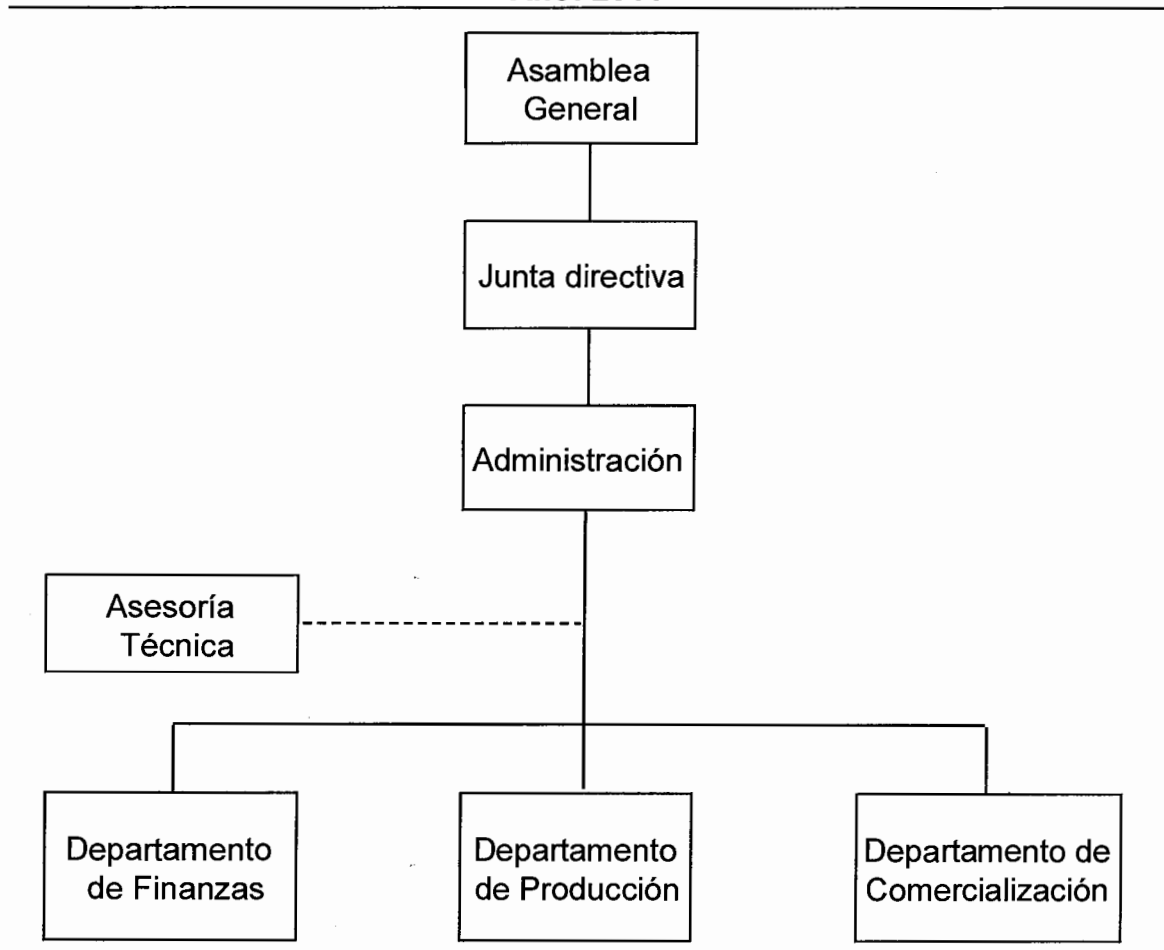 Asamblea
General
Junta directiva
Administración
Asesoría
Técnica
Departamento
de Finanzas
Departamento
de Producción
Departamento de
Comercialización